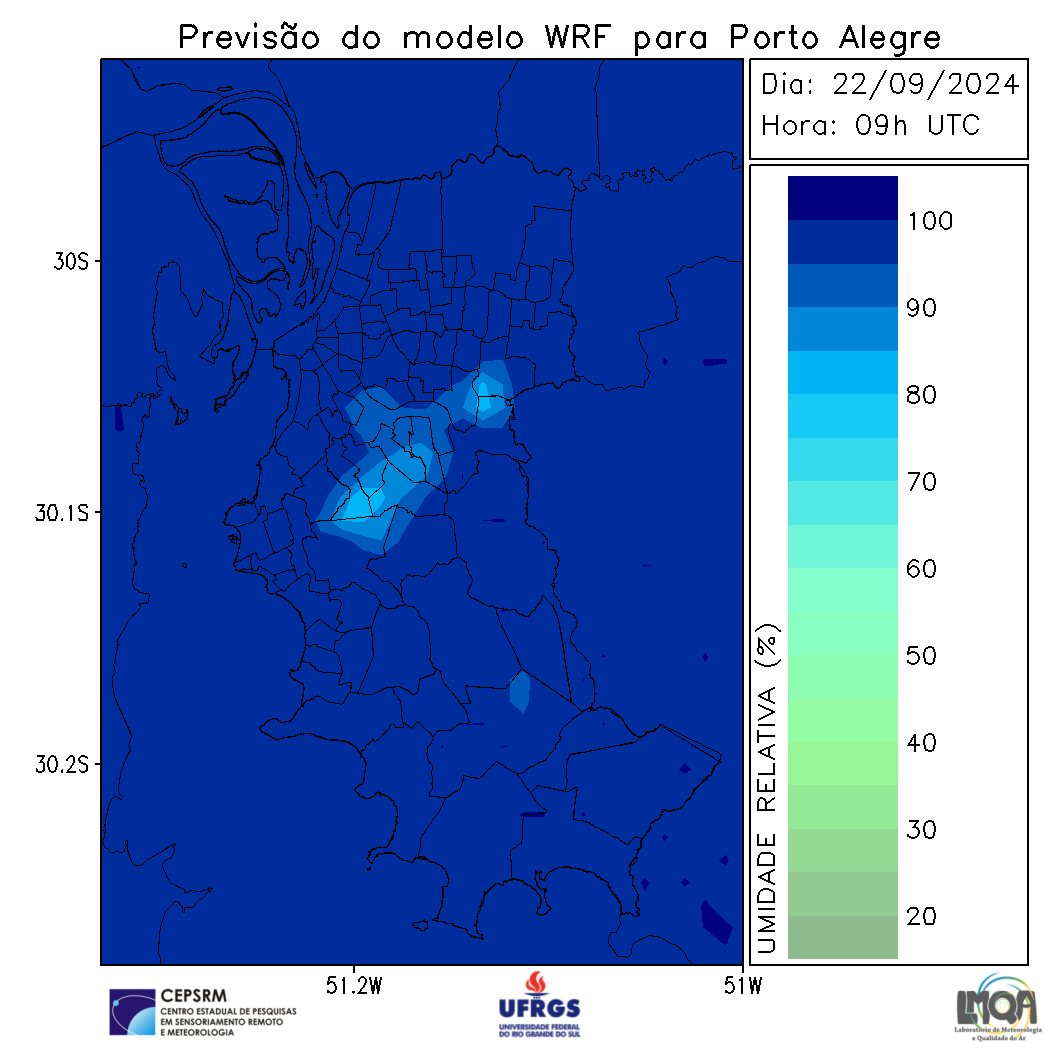 Previsão do modelo WRF para Porto Alegre
Dia: 22/09/2024
Hora: 09h UTC
30S
30.1S
30.2S
51.2W
51W
100
90
80
70
60
50
40
30
20
UMIDADE RELATIVA (%)
CEPSRM
CENTRO ESTADUAL DE PESQUISAS
EM SENSORIAMENTO REMOTO
E METEOROLOGIA
UFRGS
UNIVERSIDADE FEDERAL
DO RIO GRANDE DO SUL
LMQA
Laboratório de Meteorologia
e Qualidade do Ar